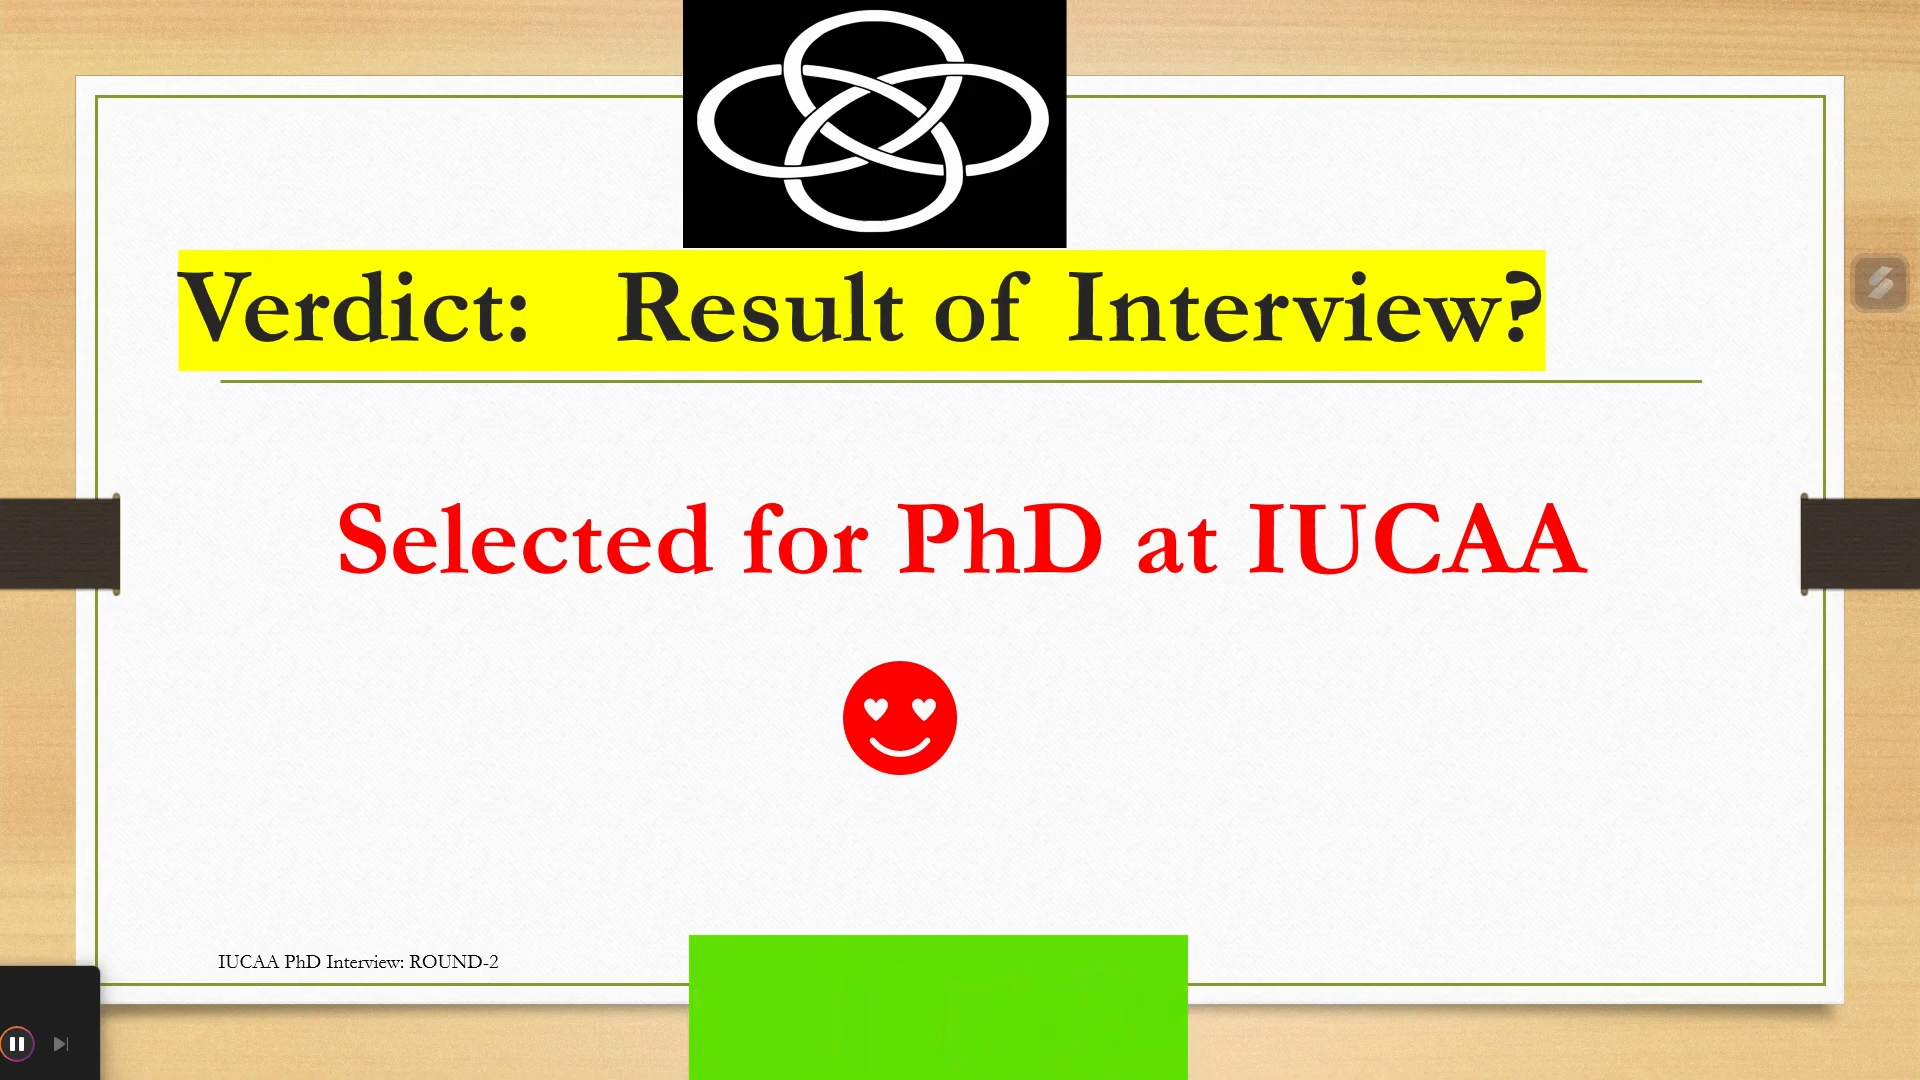 Verdict: Result of Interview?
Selected for PhD at IUCAA
IUCAA PhD Interview: ROUND-2